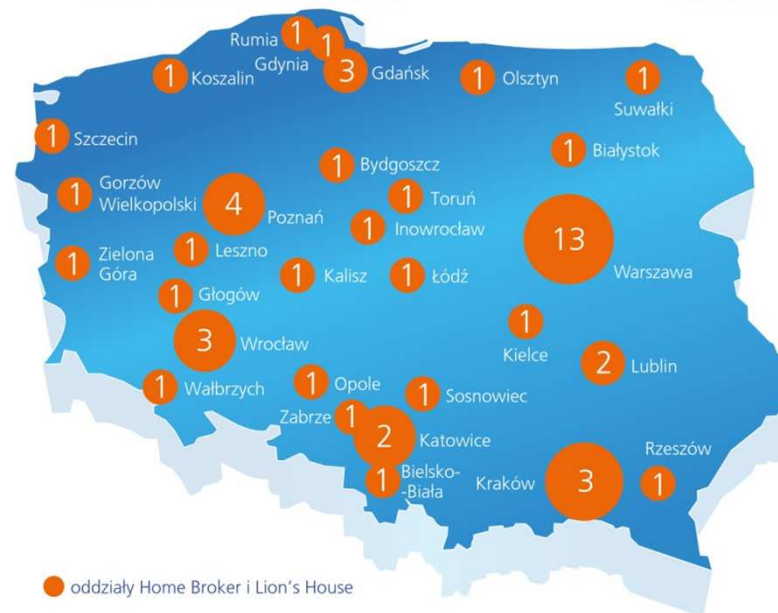 1 Rumia
1 Gdynia
3 Gdańsk
1 Koszalin
1 Olsztyn
1 Suwałki
1 Szczecin
1 Bydgoszcz
1 Białystok
1 Gorzów
Wielkopolski
4 Poznań
1 Toruń
1 Inowrocław
13 Warszawa
1 Zielona
Góra
1 Leszno
1 Kalisz
1 Łódź
1 Głogów
3 Wrocław
1 Kielce
2 Lublin
1 Wałbrzych
1 Opole
1 Sosnowiec
1 Zabrze
2 Katowice
1 Bielsko-
-Biała
3 Kraków
1 Rzeszów
oddziały Home Broker i Lion's House